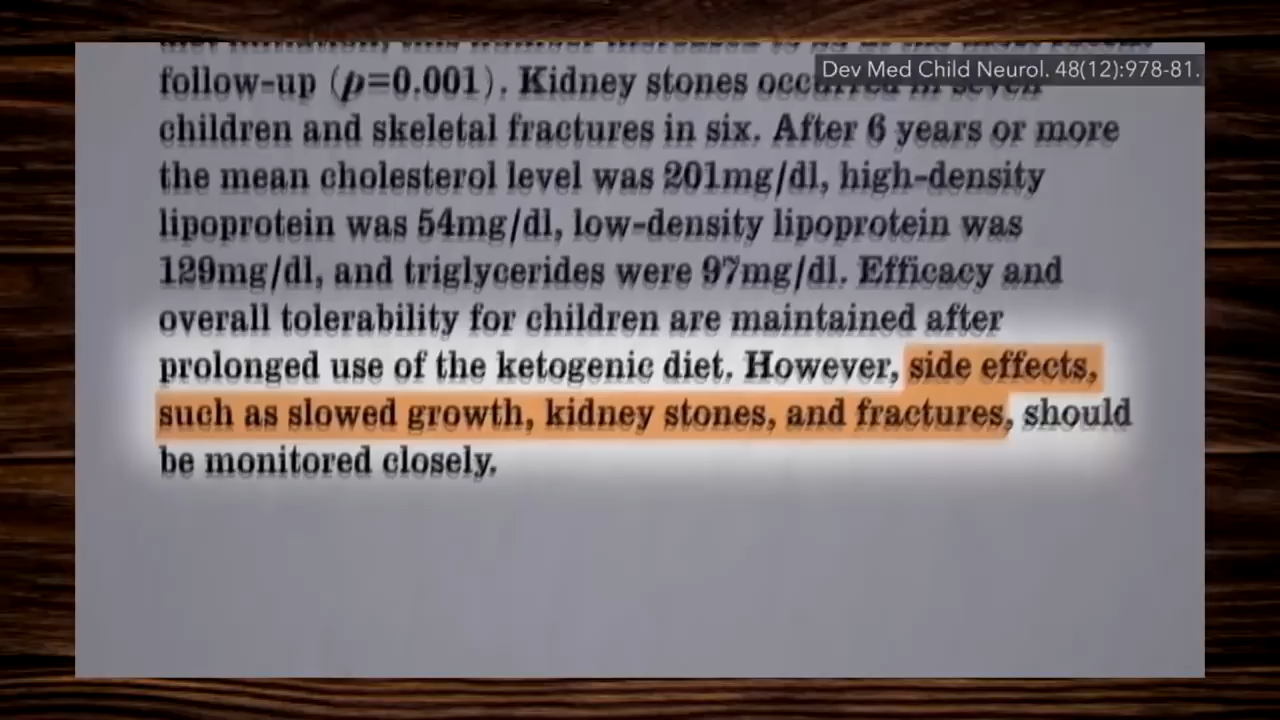 Dev Med Child Neurol. 48(12):978-81.
follow-up (p=0.001). Kidney stones occurred in seven
children and skeletal fractures in six. After 6 years or more
the mean cholesterol level was 201mg/dl, high-density
lipoprotein was 54mg/dl, low-density lipoprotein was
129mg/dl, and triglycerides were 97mg/dl. Efficacy and
overall tolerability for children are maintained after
prolonged use of the ketogenic diet. However, side effects,
such as slowed growth, kidney stones, and fractures, should
be monitored closely.